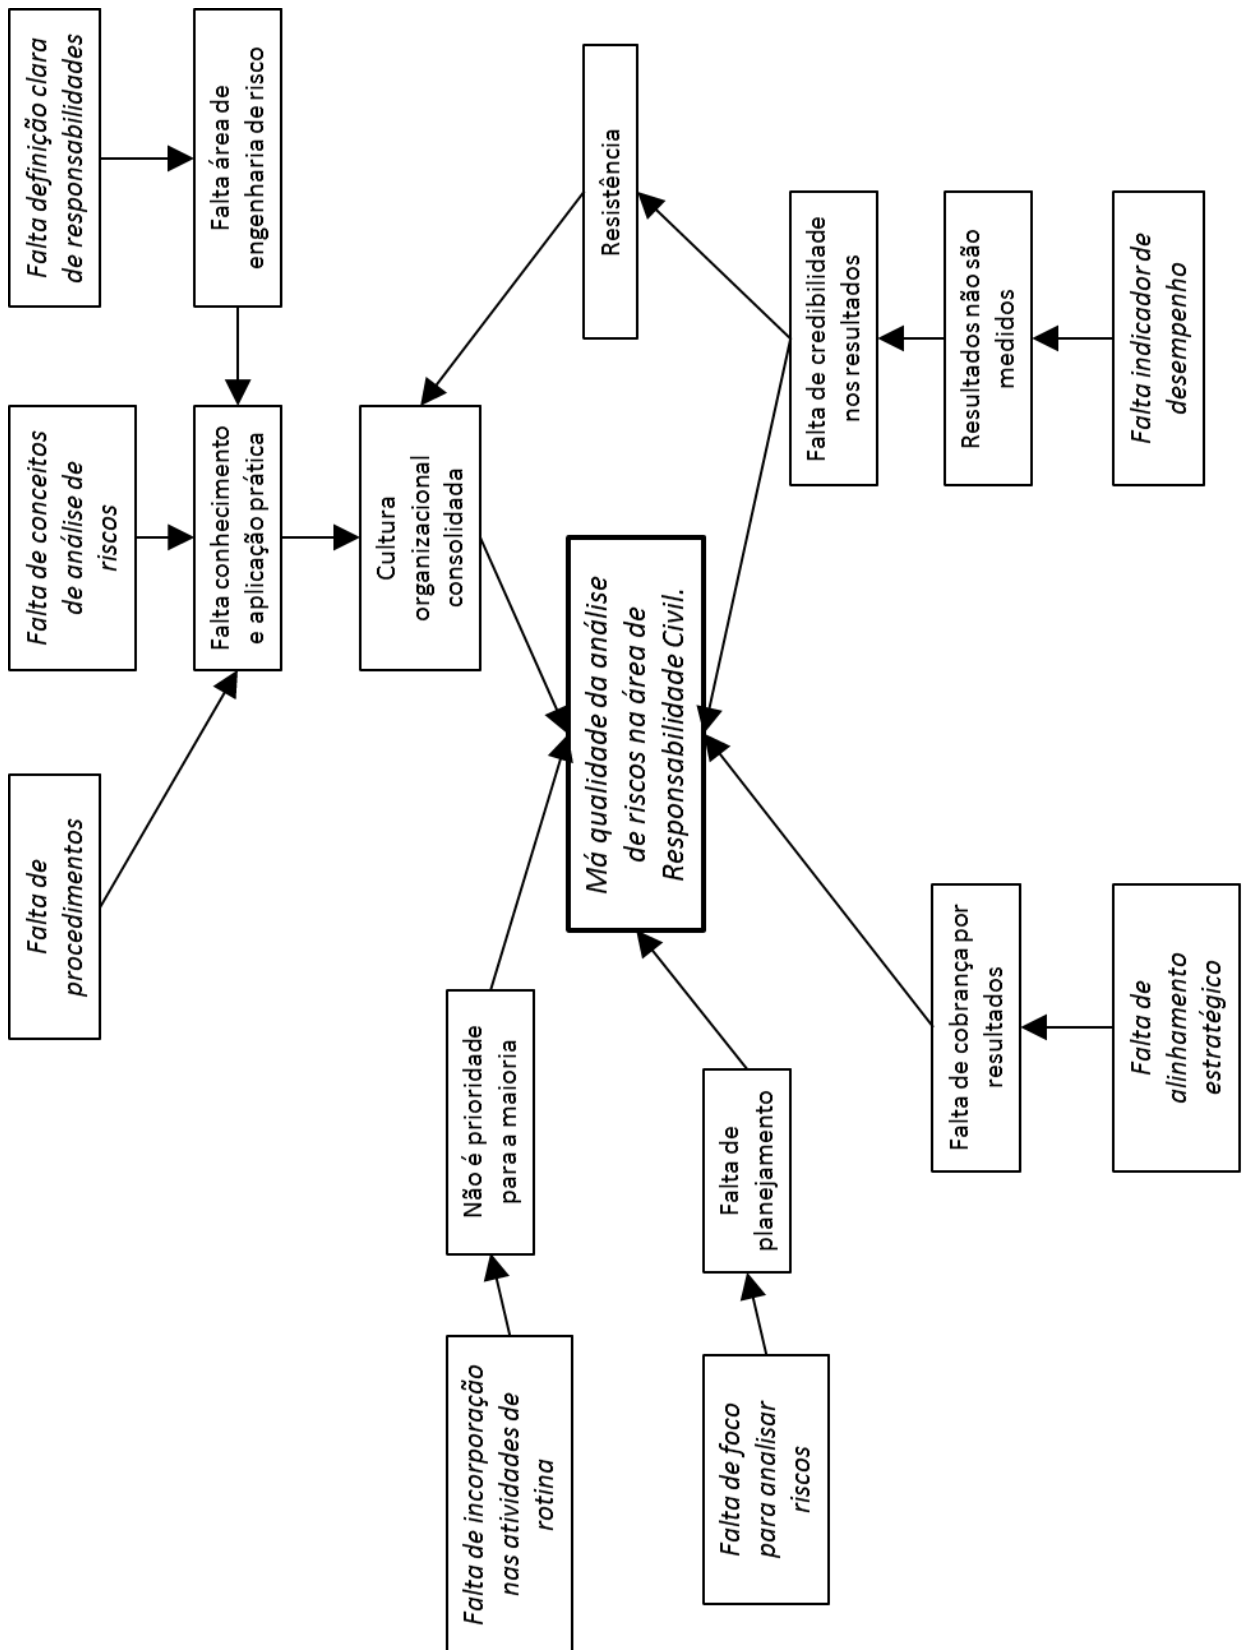 Falta de
procedimentos
Falta de conceitos
de análise de
riscos
Falta definição clara
de responsabilidades
Falta conhecimento
e aplicação prática
Falta área de
engenharia de risco
Cultura
organizacional
consolidada
Falta de incorporação
nas atividades de
rotina
Não é prioridade
para a maioria
Má qualidade da análise
de riscos na área de
Responsabilidade Civil.
Resistência
Falta de foco
para analisar
riscos
Falta de
planejamento
Falta de credibilidade
nos resultados
Falta de cobrança por
resultados
Resultados não são
medidos
Falta de
alinhamento
estratégico
Falta indicador de
desempenho